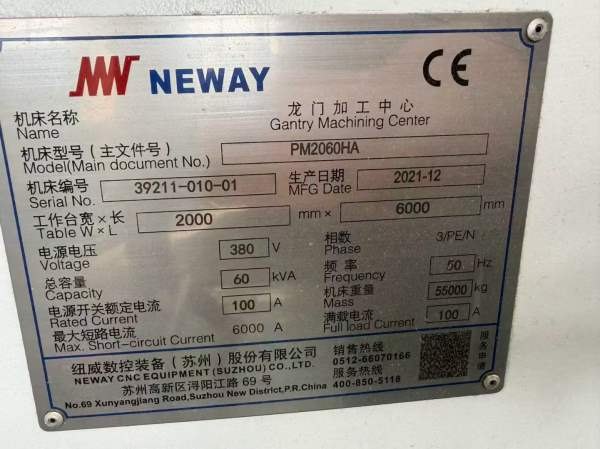 NEWAY CE
机床名称 龙门加工中心
Name Gantry Machining Center
机床型号(主文件号) PM2060HA
Model(Main document No.)
机床编号 39211-010-01 生产日期 2021-12
Serial No. MFG Date
工作台宽×长 2000 mm × 6000 mm
Table W×L
电源电压 380 V 相数 3/PE/N
Voltage Phase
总容量 60 kVA 频率 50 Hz
Capacity Frequency
电源开关额定电流 100 A 机床重量 55000 kg
Rated Current Mass
最大短路电流 6000 A 满载电流 100 A
Max. Short-circuit Current Full load Current
纽威数控装备(苏州)股份有限公司 销售热线
NEWAY CNC EQUIPMENT (SUZHOU) CO.,LTD. 0512-66070166
苏州高新区浔阳江路 69 号 服务热线
No.69 Xunyangjiang Road,Suzhou New District,P.R.China 400-850-5118
服务申请